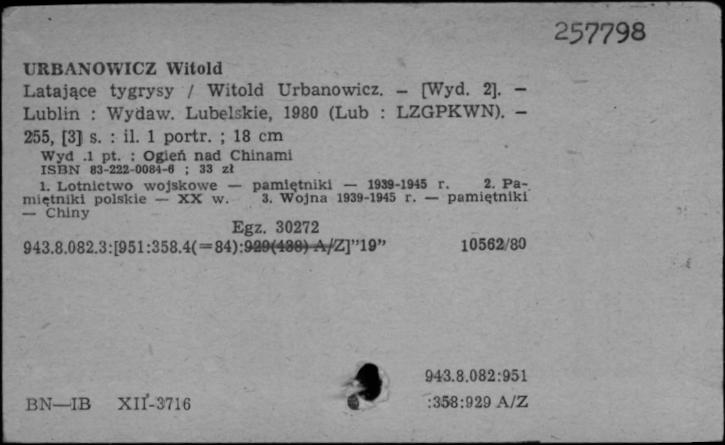 257798
URBANOWICZ Witold
Latające tygrysy / Witold Urbanowicz. — [Wyd. 2]. —
Lublin : Wydaw. Lubelskie, 1980 (Lub : LZGPKWN). —
255, [3] s. : il. 1 portr. ; 18 cm
Wyd .1 pt. : Ogień nad Chinami
ISBN 83-222-0084-6 ; 33 zł
1. Lotnictwo wojskowe — pamiętniki — 1939-1945 r. 2. Pa-
miętniki polskie — XX w. 3. Wojna 1939-1945 r. — pamiętniki
— Chiny
Egz. 30272
943.8.082.3:[951:358.4(=84):929(438) A/Z]"19" 10562/80
943.8.082:951
BN—IB XII-3716 :358:929 A/Z